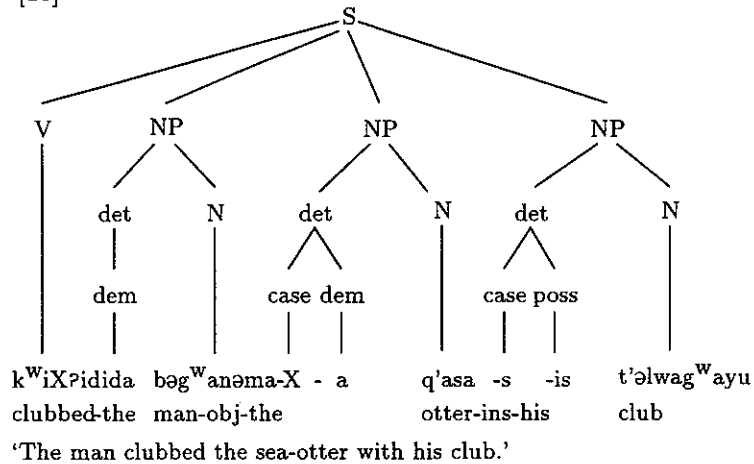 S
V NP NP NP
det N det N det N
dem case dem case poss
kʷiXʔidida bəgʷanəma-X - a q'asa -s -is t'əlwagʷayu
clubbed-the man-obj-the otter-ins-his club
‘The man clubbed the sea-otter with his club.’